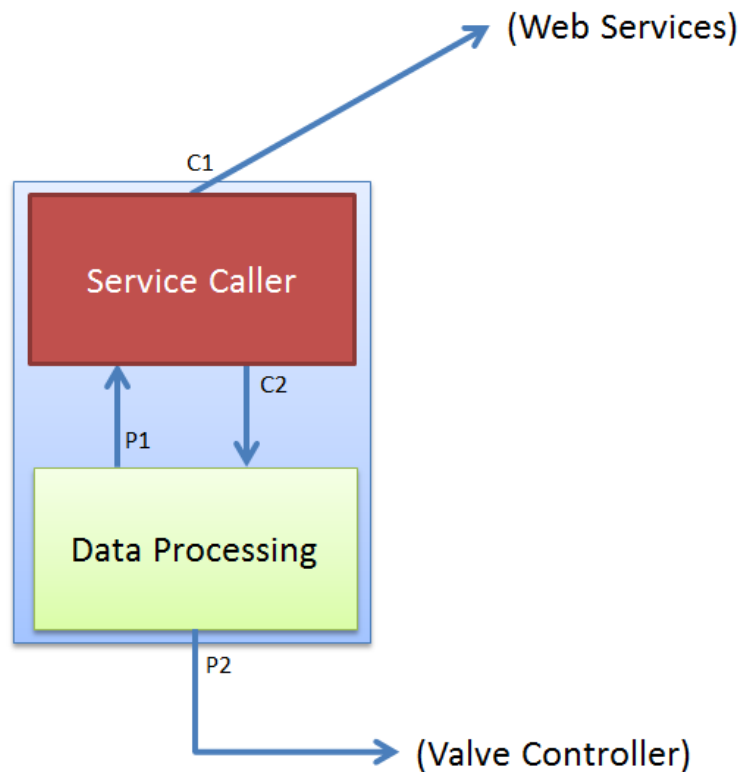 (Web Services)
C1
Service Caller
C2
P1
Data Processing
P2
(Valve Controller)